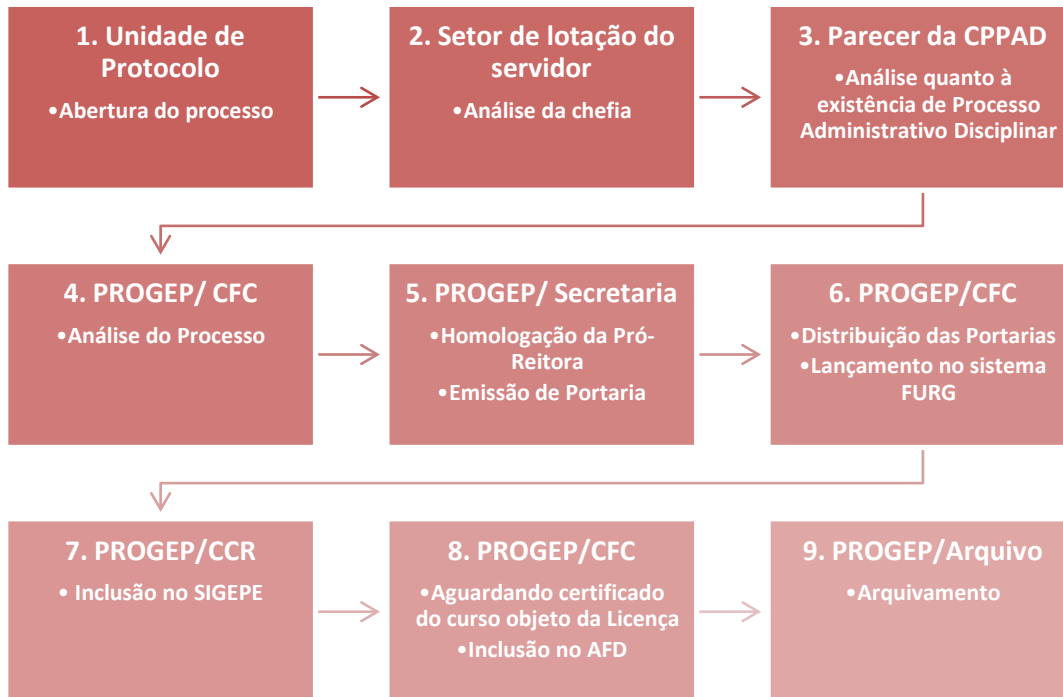 1. Unidade de
Protocolo
•Abertura do processo
2. Setor de lotação do
servidor
•Análise da chefia
3. Parecer da CPPAD
•Análise quanto à
existência de Processo
Administrativo Disciplinar
4. PROGEP/ CFC
•Análise do Processo
5. PROGEP/ Secretaria
•Homologação da Pró-
Reitora
•Emissão de Portaria
6. PROGEP/CFC
•Distribuição das Portarias
•Lançamento no sistema
FURG
7. PROGEP/CCR
• Inclusão no SIGEPE
8. PROGEP/CFC
•Aguardando certificado
do curso objeto da Licença
•Inclusão no AFD
9. PROGEP/Arquivo
•Arquivamento